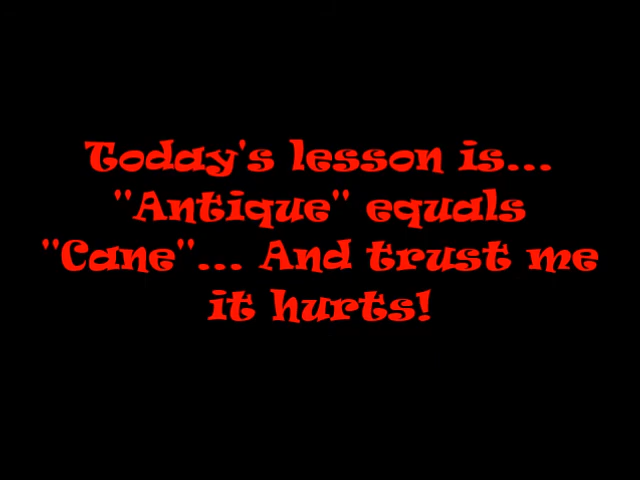 Today's lesson is...
"Antique" equals
"Cane"... And trust me
it hurts!